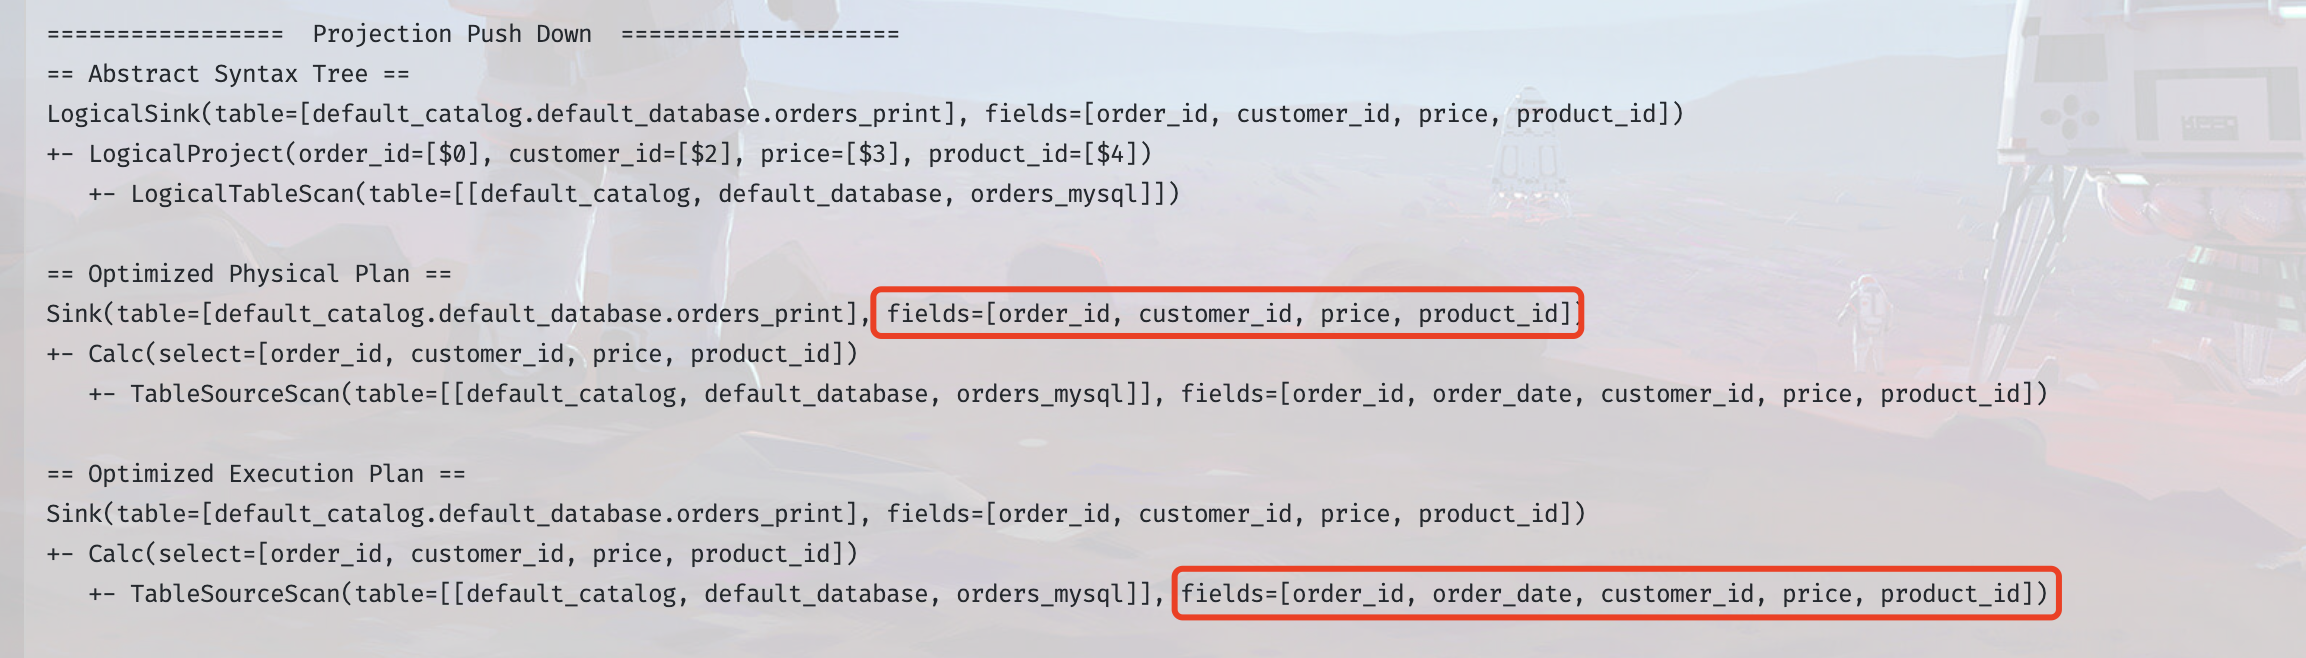 =================  Projection Push Down  ====================
== Abstract Syntax Tree ==
LogicalSink(table=[default_catalog.default_database.orders_print], fields=[order_id, customer_id, price, product_id])
+- LogicalProject(order_id=[$0], customer_id=[$2], price=[$3], product_id=[$4])
   +- LogicalTableScan(table=[[default_catalog, default_database, orders_mysql]])

== Optimized Physical Plan ==
Sink(table=[default_catalog.default_database.orders_print], fields=[order_id, customer_id, price, product_id])
+- Calc(select=[order_id, customer_id, price, product_id])
   +- TableSourceScan(table=[[default_catalog, default_database, orders_mysql]], fields=[order_id, order_date, customer_id, price, product_id])

== Optimized Execution Plan ==
Sink(table=[default_catalog.default_database.orders_print], fields=[order_id, customer_id, price, product_id])
+- Calc(select=[order_id, customer_id, price, product_id])
   +- TableSourceScan(table=[[default_catalog, default_database, orders_mysql]], fields=[order_id, order_date, customer_id, price, product_id])